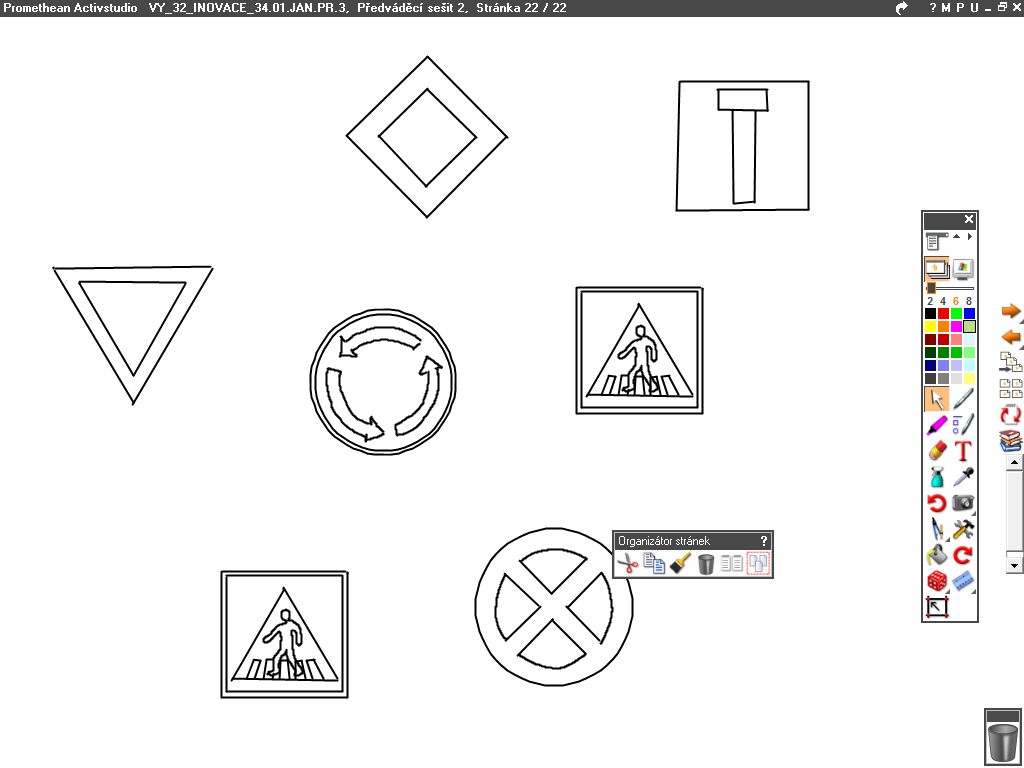 Promethean Activstudio VY_32_INOVACE_34.01.JAN.PR.3, Předváděcí sešit 2, Stránka 22 / 22 ? M P U
2 4 6 8
T
Organizátor stránek ?